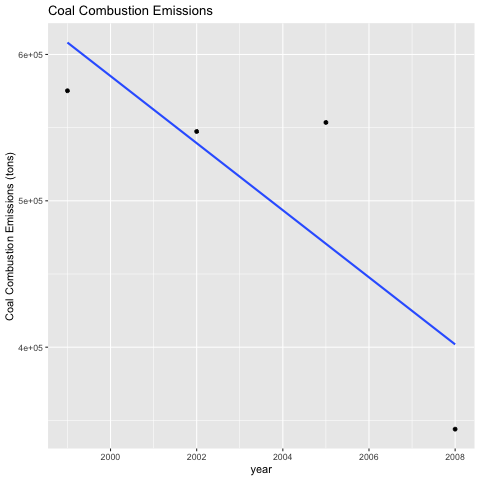 Coal Combustion Emissions
6e+05
5e+05
4e+05
Coal Combustion Emissions (tons)
2000 2002 2004 2006 2008
year